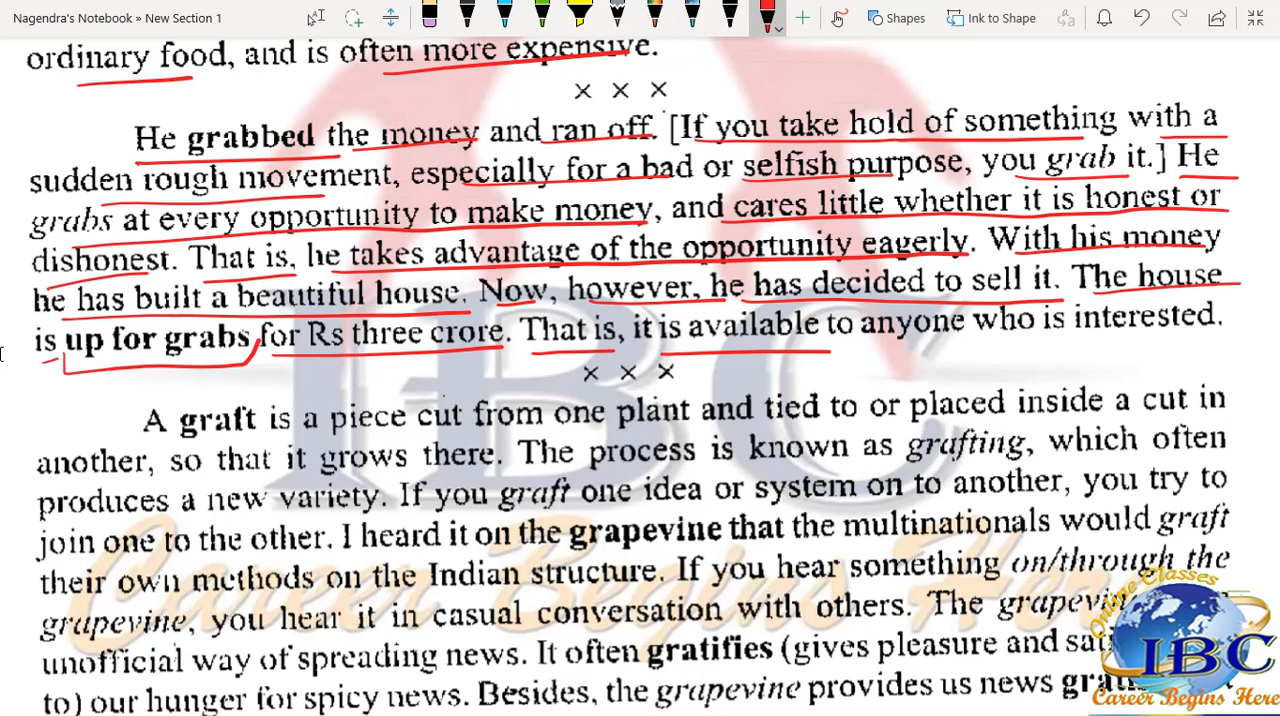 Nagendra's Notebook » New Section 1
Shapes
Ink to Shape
ordinary food, and is often more expensive.
× × ×
He grabbed the money and ran off. [If you take hold of something with a
sudden rough movement, especially for a bad or selfish purpose, you grab it.] He
grabs at every opportunity to make money, and cares little whether it is honest or
dishonest. That is, he takes advantage of the opportunity eagerly. With his money
he has built a beautiful house. Now, however, he has decided to sell it. The house
is up for grabs for Rs three crore. That is, it is available to anyone who is interested.
× × ×
A graft is a piece cut from one plant and tied to or placed inside a cut in
another, so that it grows there. The process is known as grafting, which often
produces a new variety. If you graft one idea or system on to another, you try to
join one to the other. I heard it on the grapevine that the multinationals would graft
their own methods on the Indian structure. If you hear something on/through the
grapevine, you hear it in casual conversation with others. The
unofficial way of spreading news. It often gratifies (gives pleasure and
to) our hunger for spicy news. Besides, the grapevine provides us news
IBC
Career Begins Here
Online Classes
IBC
Career Begins Here